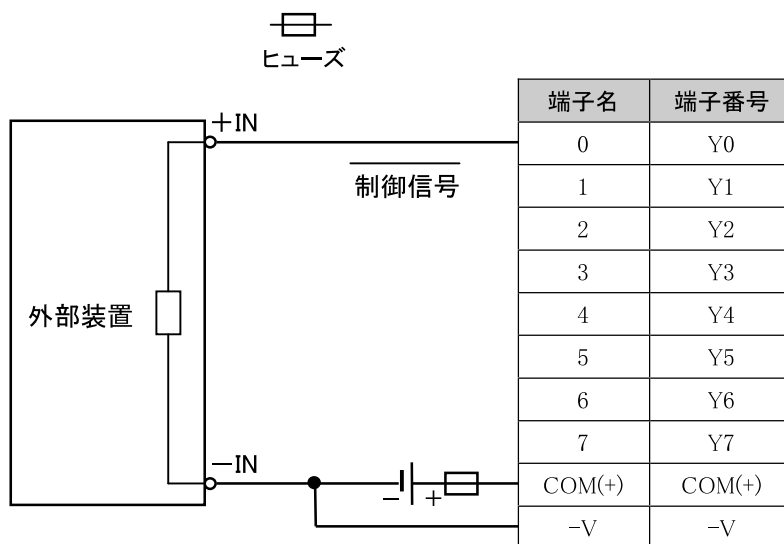 ヒューズ
端子名 端子番号
+IN
0 Y0
制御信号
1 Y1
2 Y2
3 Y3
外部装置
4 Y4
5 Y5
6 Y6
7 Y7
−IN
COM(+) COM(+)
− +
-V -V